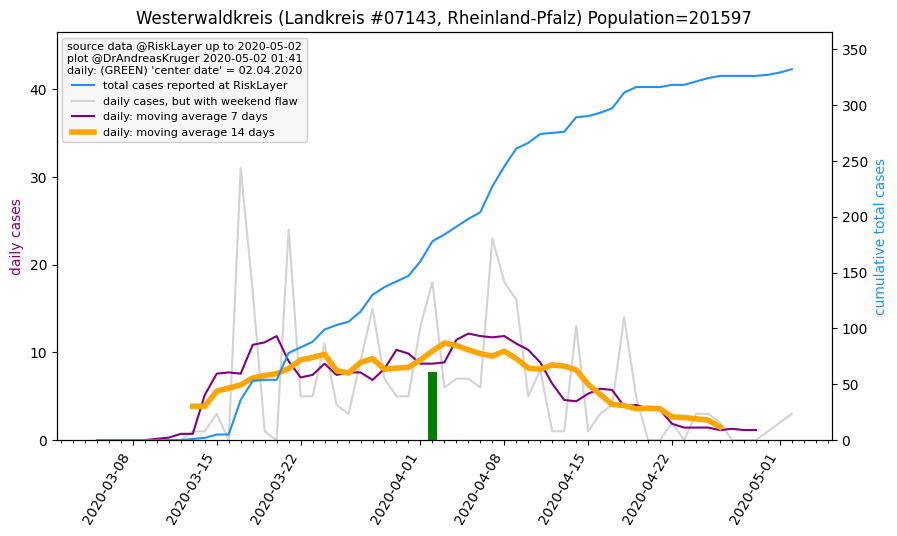 Westerwaldkreis (Landkreis #07143, Rheinland-Pfalz) Population=201597
source data @RiskLayer up to 2020-05-02
plot @DrAndreasKruger 2020-05-02 01:41
daily: (GREEN) 'center date' = 02.04.2020
total cases reported at RiskLayer
daily cases, but with weekend flaw
daily: moving average 7 days
daily: moving average 14 days
daily cases
0
10
20
30
40
cumulative total cases
0
50
100
150
200
250
300
350
2020-03-08
2020-03-15
2020-03-22
2020-04-01
2020-04-08
2020-04-15
2020-04-22
2020-05-01